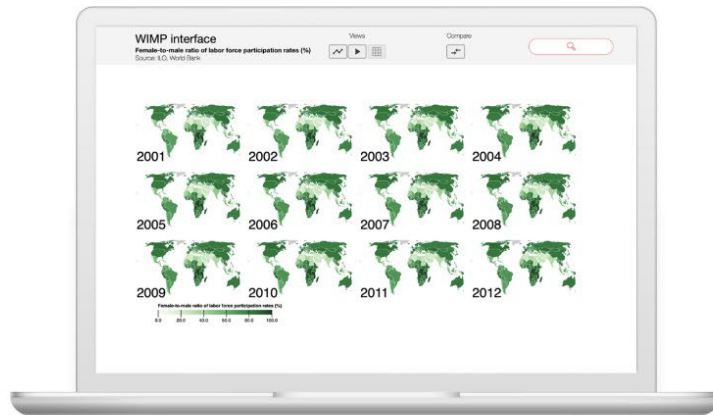 WIMP interface
Female-to-male ratio of labor force participation rates (%)
Source: ILO, World Bank
Views
Compare
2001
2002
2003
2004
2005
2006
2007
2008
2009
2010
2011
2012
Female-to-male ratio of labor force participation rates (%)
0.0 20.0 40.0 60.0 80.0 100.0